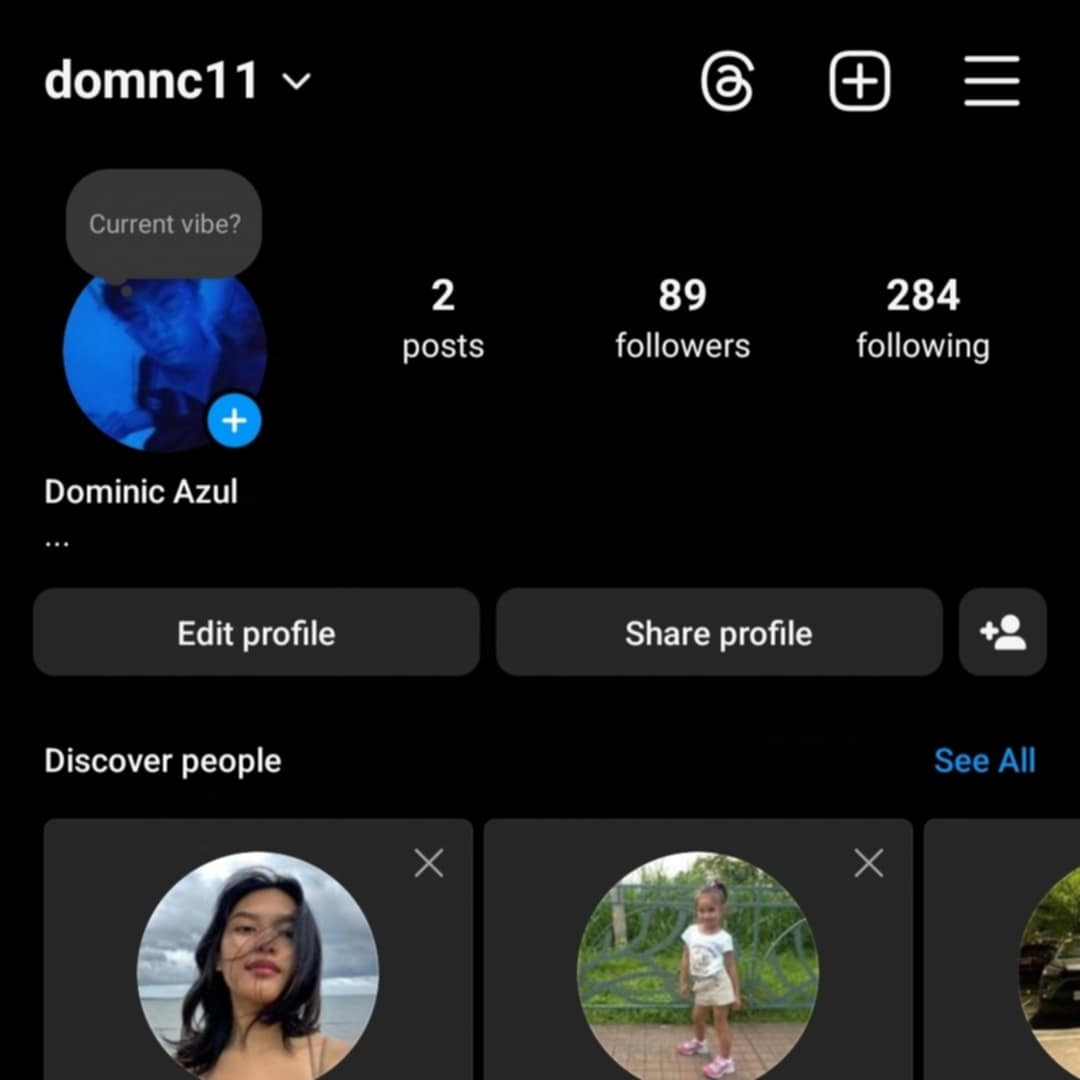 domnc11
Current vibe?
2 89 284
posts followers following
Dominic Azul
...
Edit profile Share profile
Discover people See All